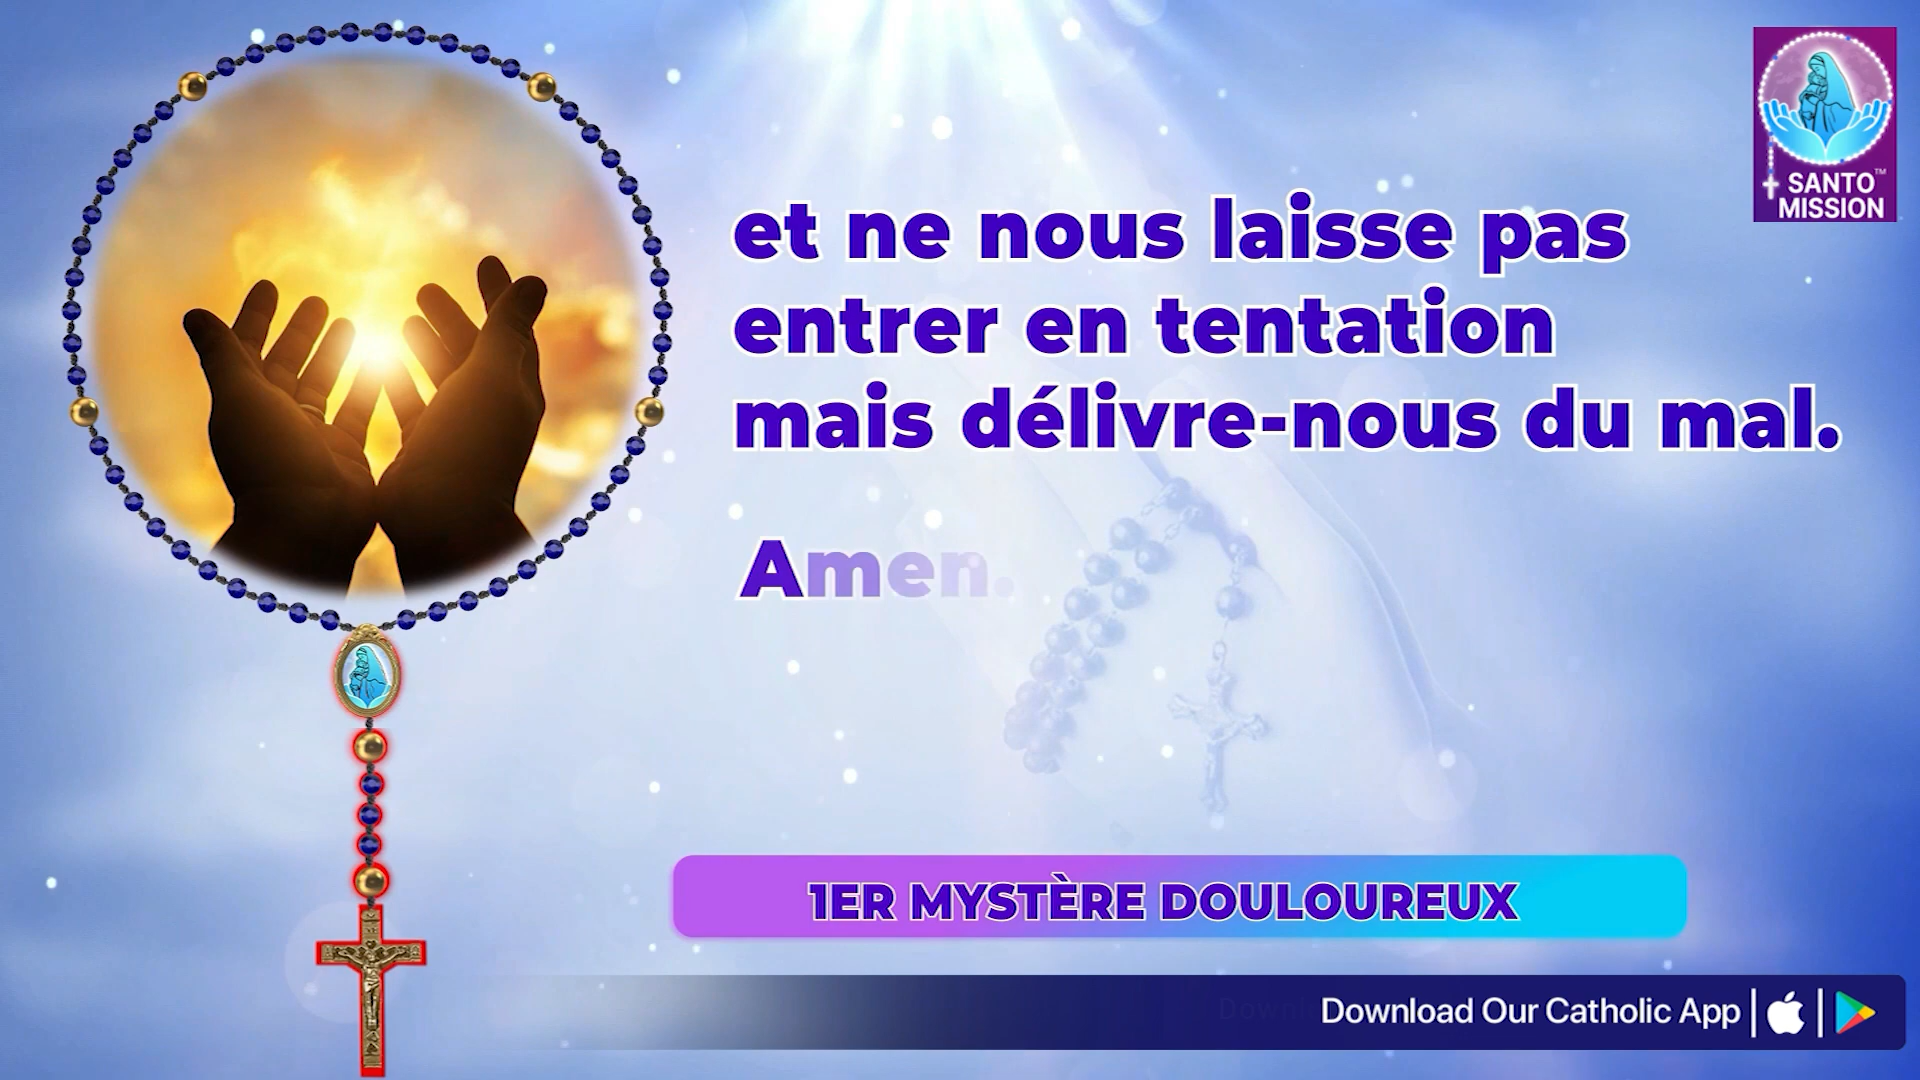 SANTO™
MISSION
et ne nous laisse pas
entrer en tentation
mais délivre-nous du mal.
Amen.
1ER MYSTÈRE DOULOUREUX
Download Our Catholic App